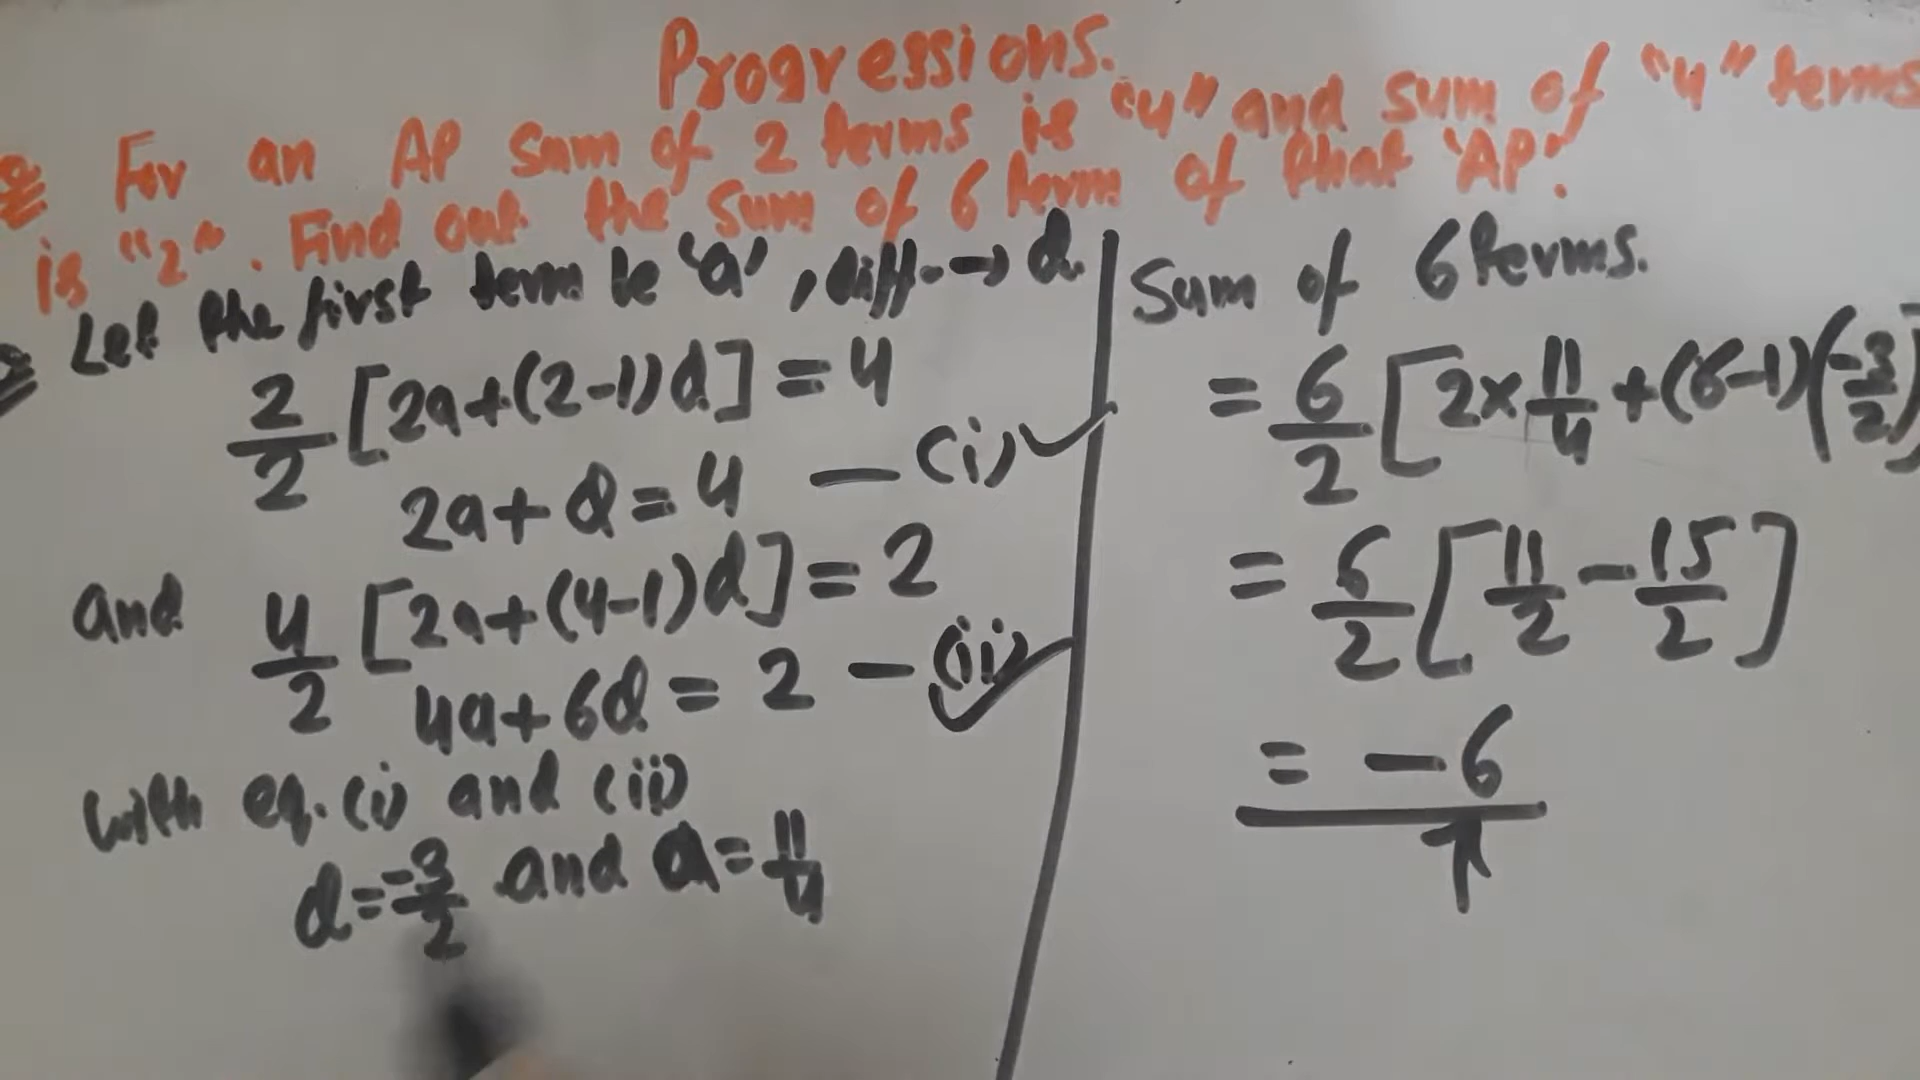 Progressions.
Q For an AP sum of 2 terms is "4" and sum of "4" terms
is "2". Find out the sum of 6 term of that 'AP'.
Let the first term be 'a', diff. → d
2/2 [2a+(2-1)d] = 4
2a + d = 4 — (i)
and 4/2 [2a+(4-1)d] = 2
4a + 6d = 2 — (ii)
with eq. (i) and (ii)
d = -3/2 and a = 11/4
Sum of 6 terms.
= 6/2 [2×11/4 + (6-1)(-3/2)]
= 6/2 [11/2 - 15/2]
= -6